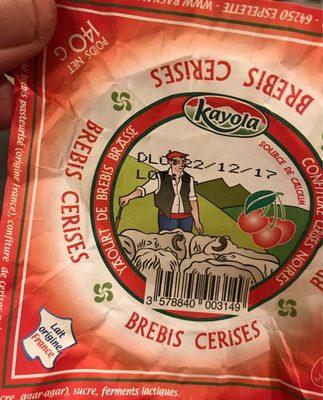 - 64250 ESPELETTE - WWW.BASK
POIDS NET
140 G
BREBIS CERISES
BREBIS CERISES
BREBIS CERISES
Kayola
DLC 22/12/17
YAOURT DE BREBIS BRASSÉ
SOURCE DE CALCIUM
CONFITURE CERISES NOIRES
3 578840 003149
de brebis pasteurisé (origine France), confiture de cerises
Lait
origine
France
agar-agar), sucre, ferments lactiques.